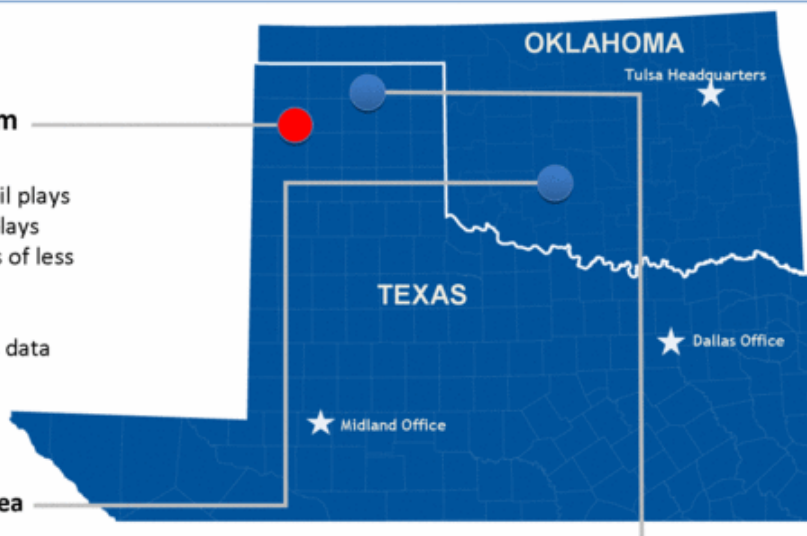 OKLAHOMA
Tulsa Headquarters
m
il plays
lays
s of less
TEXAS
Dallas Office
data
Midland Office
ea